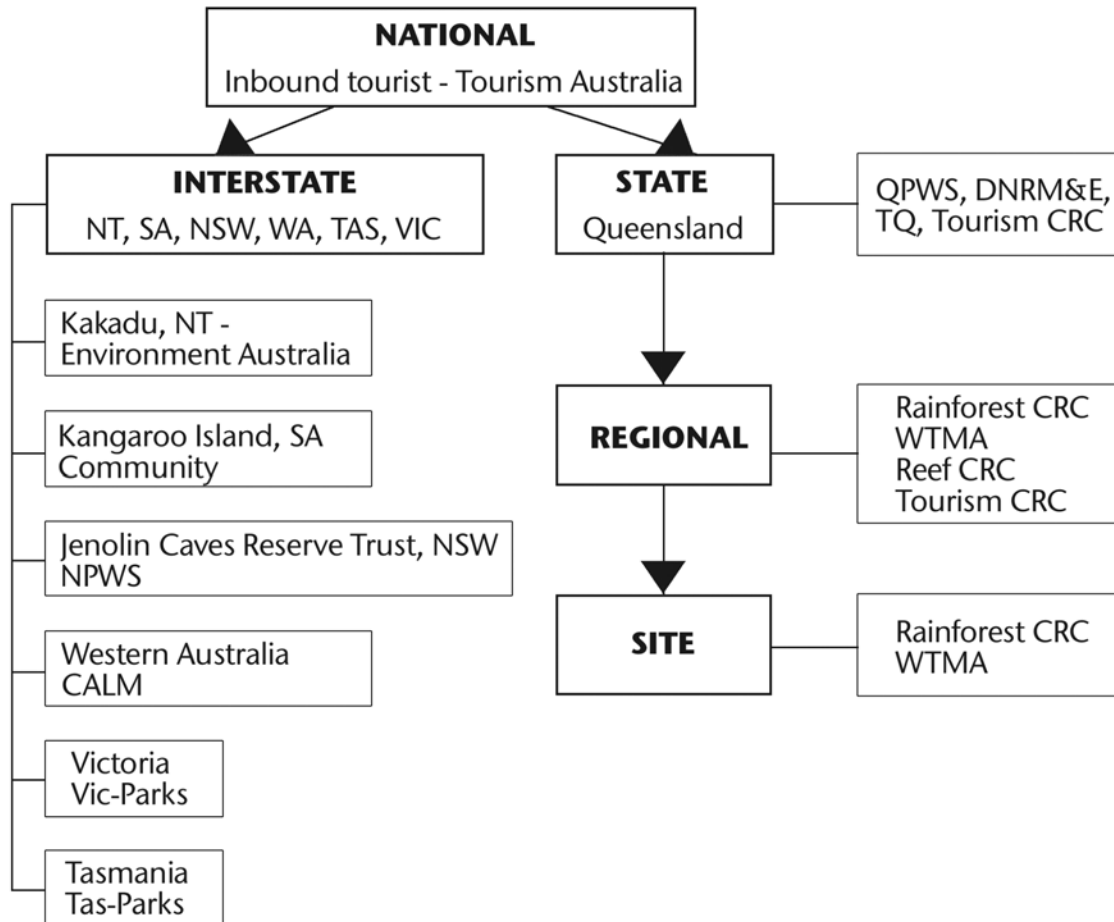 NATIONAL
Inbound tourist - Tourism Australia
INTERSTATE
NT, SA, NSW, WA, TAS, VIC
STATE
Queensland
QPWS, DNRM&E,
TQ, Tourism CRC
Kakadu, NT -
Environment Australia
Kangaroo Island, SA
Community
Jenolin Caves Reserve Trust, NSW
NPWS
Western Australia
CALM
Victoria
Vic-Parks
Tasmania
Tas-Parks
REGIONAL
Rainforest CRC
WTMA
Reef CRC
Tourism CRC
SITE
Rainforest CRC
WTMA